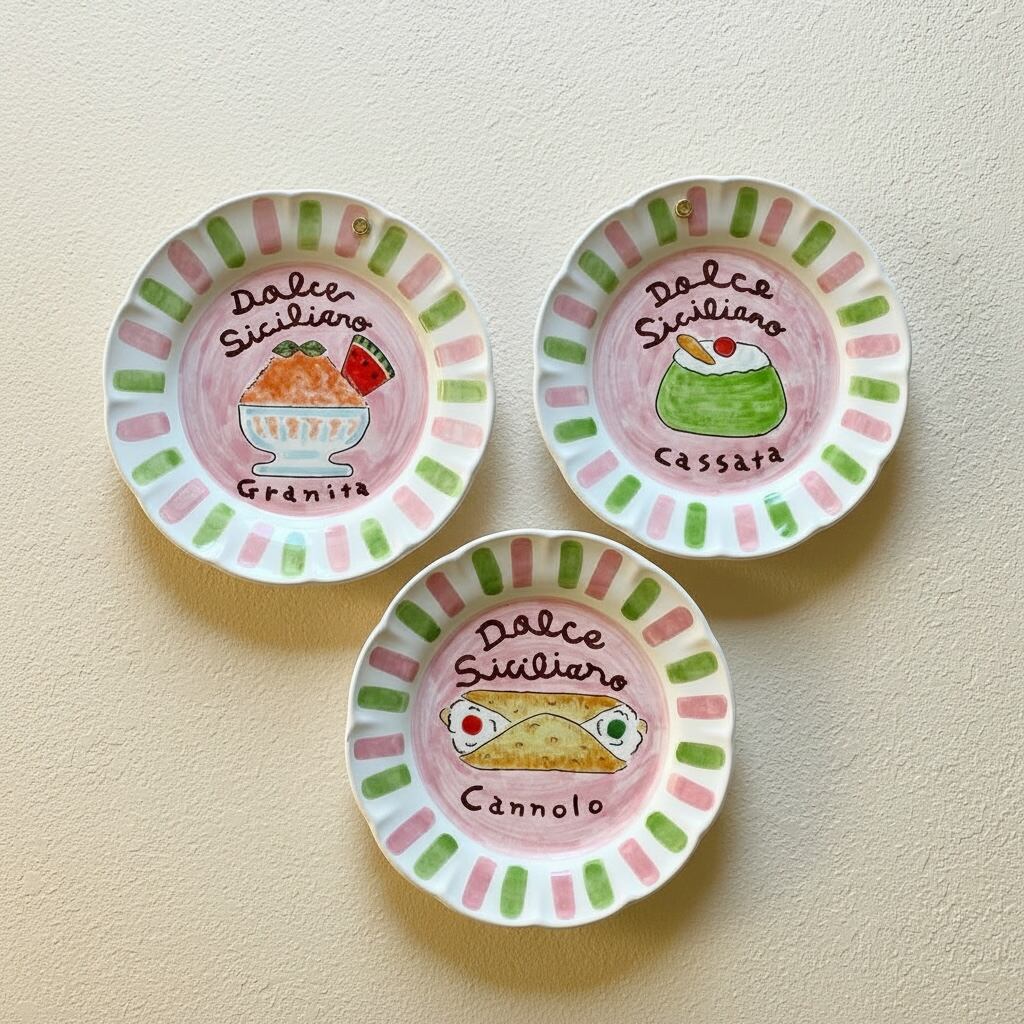 Dolce
Siciliano
Granita
Dolce
Siciliano
Cassata
Dolce
Siciliano
Cannolo